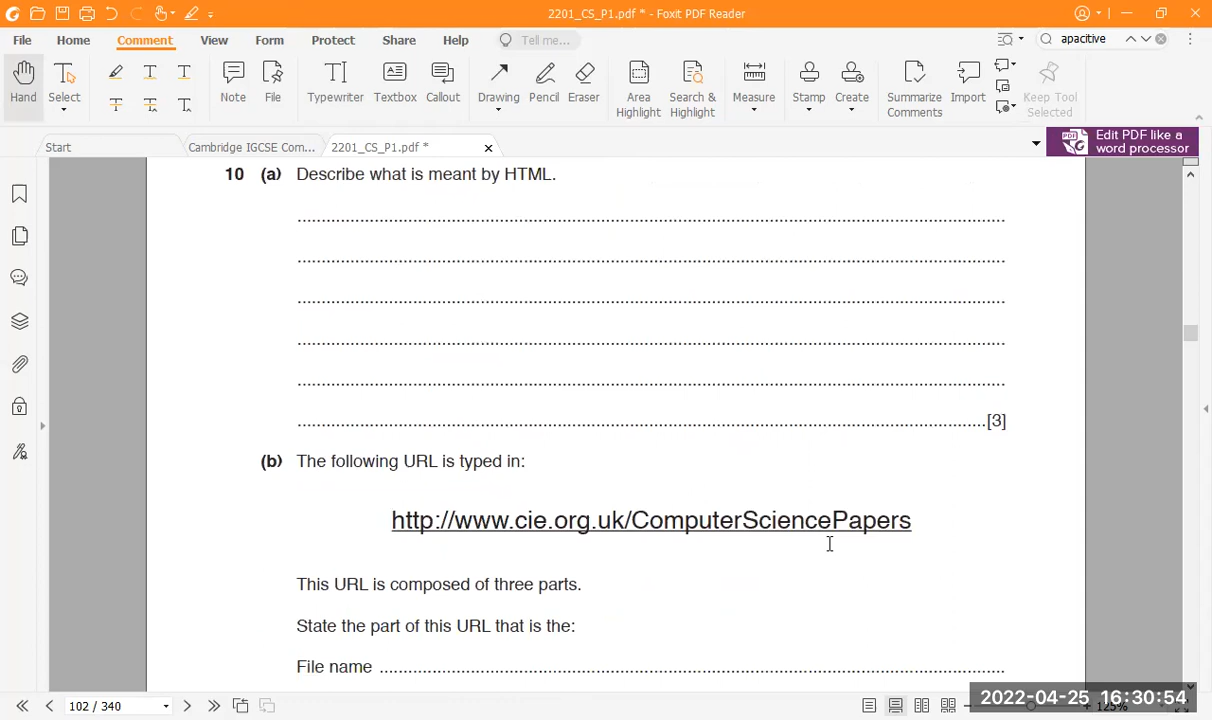 2201_CS_P1.pdf * - Foxit PDF Reader
File Home Comment View Form Protect Share Help Tell me... apacitive
Hand Select Note File Typewriter Textbox Callout Drawing Pencil Eraser Area Highlight Search & Highlight Measure Stamp Create Summarize Comments Import Keep Tool Selected
Start Cambridge IGCSE Com... 2201_CS_P1.pdf *
Edit PDF like a
word processor
10 (a) Describe what is meant by HTML.
..........................................................................................................................................
..........................................................................................................................................
..........................................................................................................................................
..........................................................................................................................................
..........................................................................................................................................
......................................................................................................................................[3]
(b) The following URL is typed in:
http://www.cie.org.uk/ComputerSciencePapers
This URL is composed of three parts.
State the part of this URL that is the:
File name ..........................................................................................................................
102 / 340
2022-04-25 16:30:54